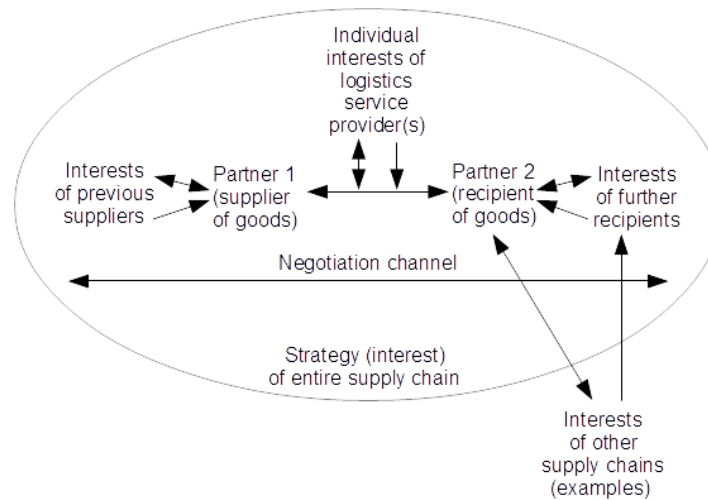 Individual
interests of
logistics
service
provider(s)
Interests
of previous
suppliers
Partner 1
(supplier
of goods)
Partner 2
(recipient
of goods)
Interests
of further
recipients
Negotiation channel
Strategy (interest)
of entire supply chain
Interests
of other
supply chains
(examples)